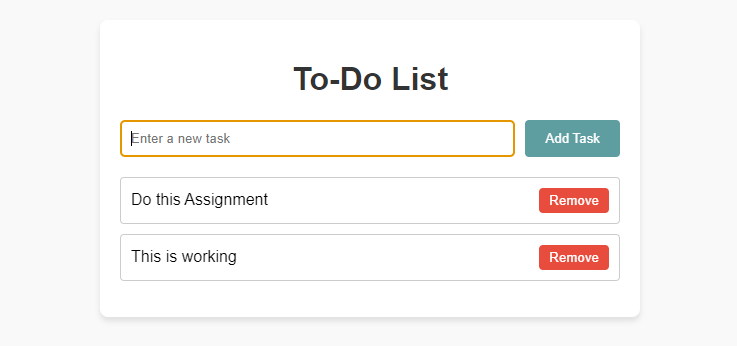 To-Do List
Enter a new task
Add Task
Do this Assignment
Remove
This is working
Remove